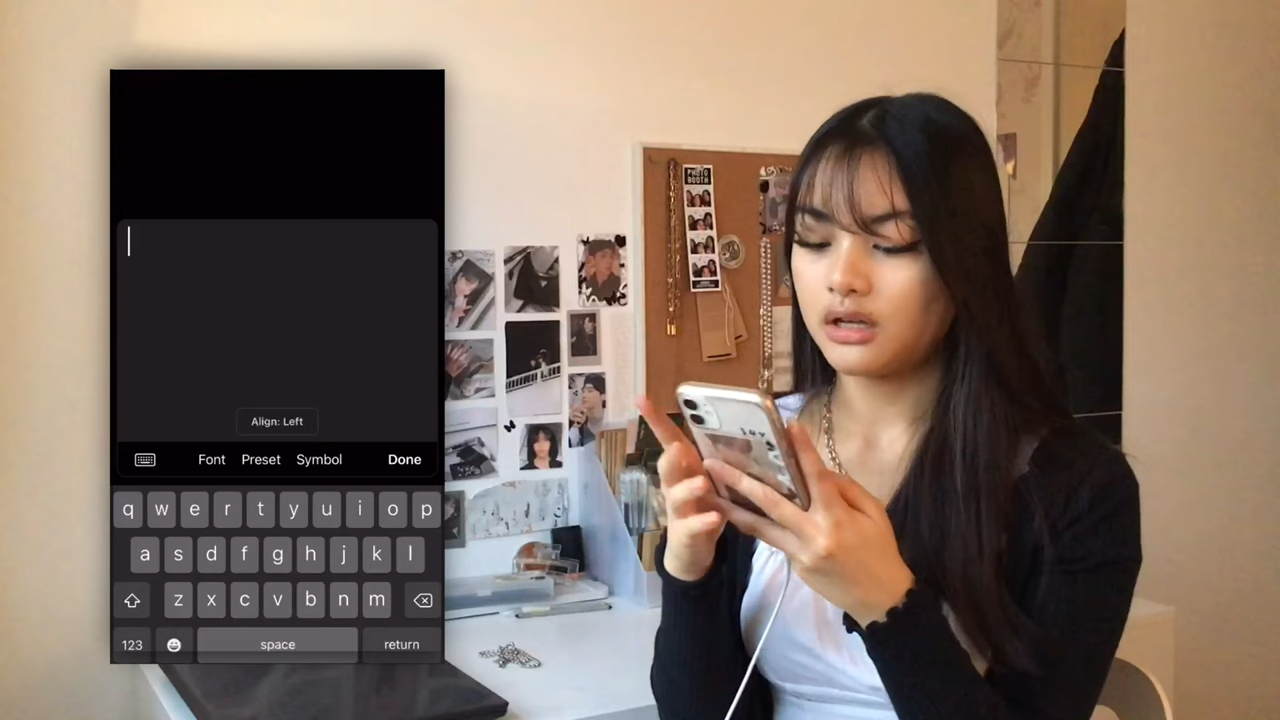 Align: Left
Font Preset Symbol Done
q w e r t y u i o p
a s d f g h j k l
z x c v b n m
123 space return
PHOTO
BOOTH